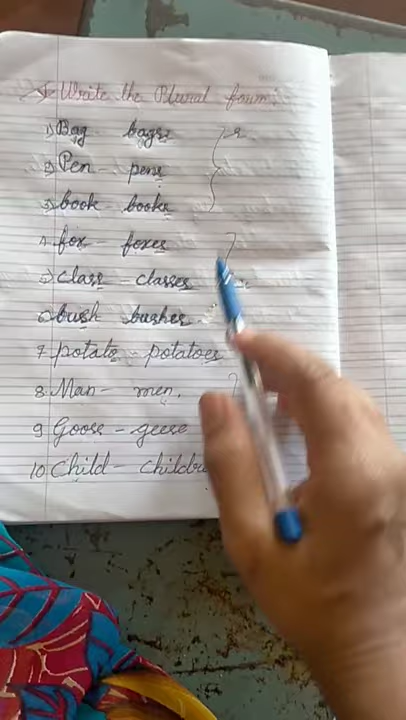 I Write the Plural form:
1) Bag bags } s
2) Pen - pens
3) book - books
4. fox - foxes
5) class - classes
6) bush bushes
7 potato - potatoes
8 Man - men.
9 Goose - geese
10 Child -